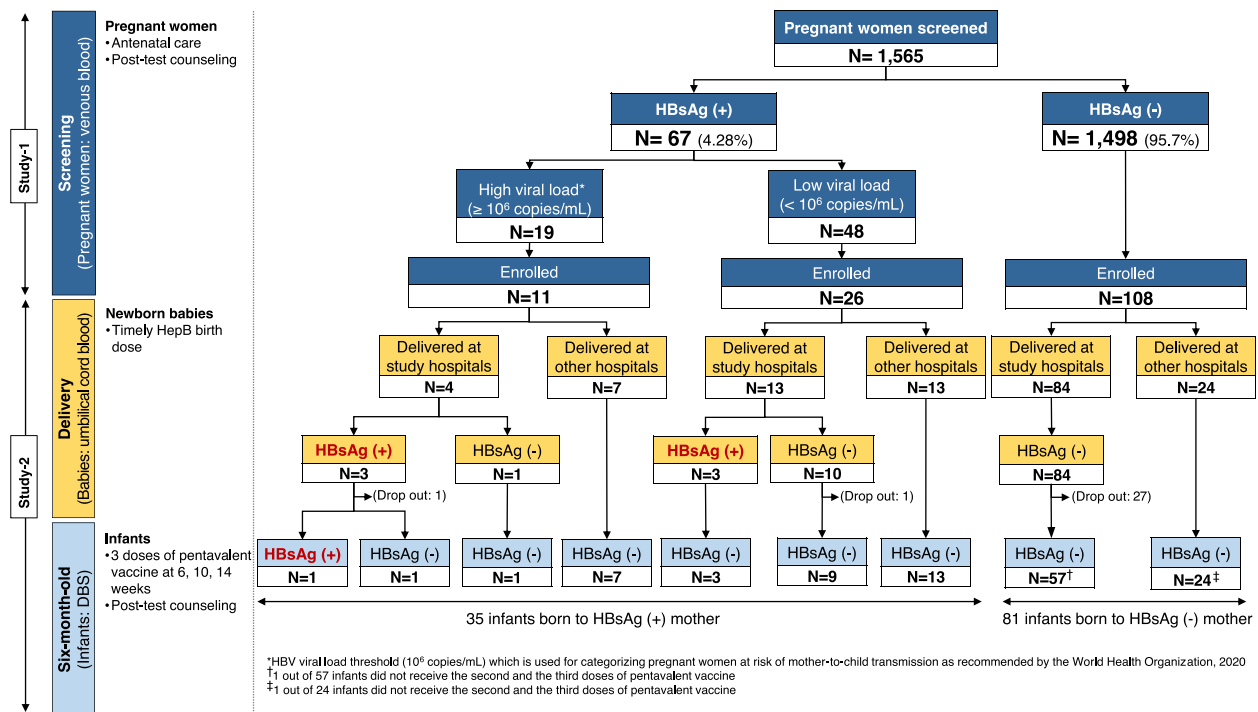 Study-1
Screening
(Pregnant women: venous blood)
Pregnant women
•Antenatal care
•Post-test counseling
Pregnant women screened
N= 1,565
HBsAg (+)
N= 67 (4.28%)
HBsAg (-)
N= 1,498 (95.7%)
High viral load*
(≥ 10⁶ copies/mL)
N=19
Low viral load
(< 10⁶ copies/mL)
N=48
Enrolled
N=11
Enrolled
N=26
Enrolled
N=108
Study-2
Delivery
(Babies: umbilical cord blood)
Newborn babies
•Timely HepB birth
dose
Delivered at
study hospitals
N=4
Delivered at
other hospitals
N=7
Delivered at
study hospitals
N=13
Delivered at
other hospitals
N=13
Delivered at
study hospitals
N=84
Delivered at
other hospitals
N=24
HBsAg (+)
N=3
HBsAg (-)
N=1
HBsAg (+)
N=3
HBsAg (-)
N=10
HBsAg (-)
N=84
(Drop out: 1)
(Drop out: 1)
(Drop out: 27)
Six-month-old
(Infants: DBS)
Infants
•3 doses of pentavalent
vaccine at 6, 10, 14
weeks
•Post-test counseling
HBsAg (+)
N=1
HBsAg (-)
N=1
HBsAg (-)
N=1
HBsAg (-)
N=7
HBsAg (-)
N=3
HBsAg (-)
N=9
HBsAg (-)
N=13
HBsAg (-)
N=57†
HBsAg (-)
N=24‡
35 infants born to HBsAg (+) mother
81 infants born to HBsAg (-) mother
*HBV viral load threshold (10⁶ copies/mL) which is used for categorizing pregnant women at risk of mother-to-child transmission as recommended by the World Health Organization, 2020
†1 out of 57 infants did not receive the second and the third doses of pentavalent vaccine
‡1 out of 24 infants did not receive the second and the third doses of pentavalent vaccine